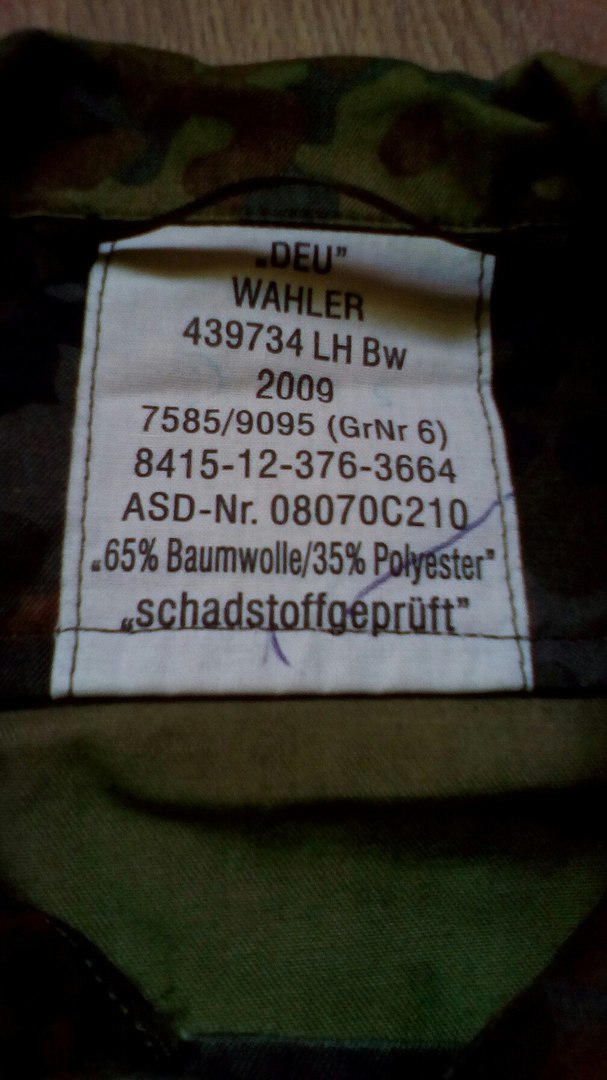 „DEU”
WAHLER
439734 LH Bw
2009
7585/9095 (GrNr 6)
8415-12-376-3664
ASD-Nr. 08070C210
„65% Baumwolle/35% Polyester”
„schadstoffgeprüft”